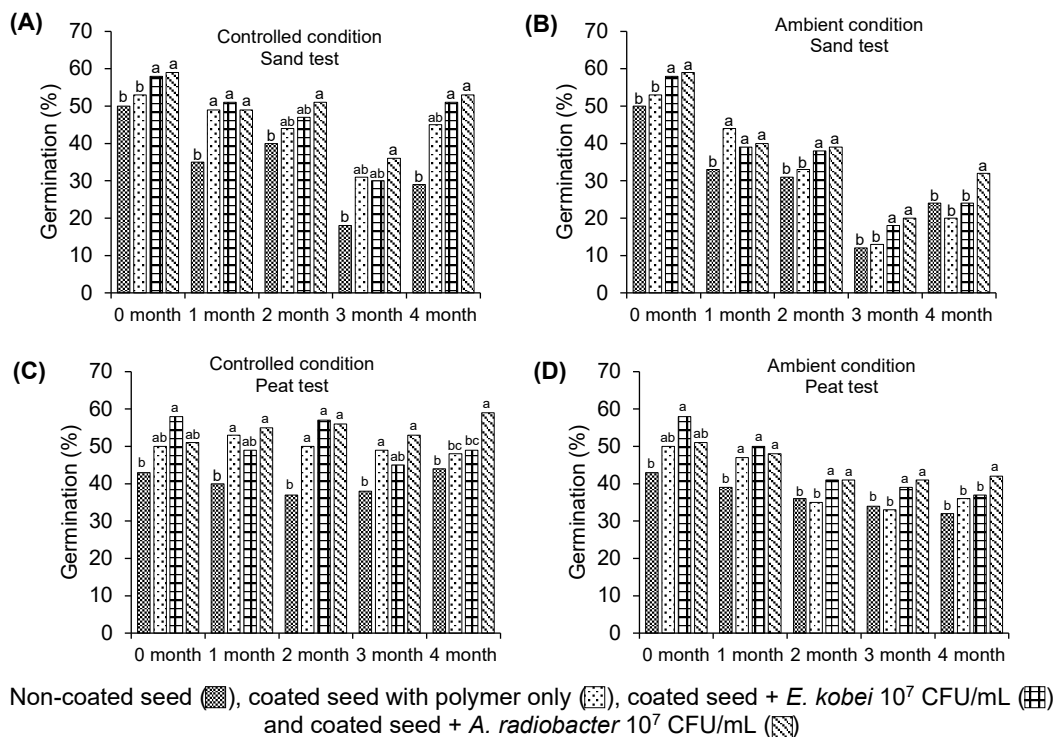 (A)
Controlled condition
Sand test
Germination (%)
70
60
50
40
30
20
10
0
b b a a
b a a a
b ab ab a
b ab ab a
b ab a a
0 month 1 month 2 month 3 month 4 month
(B)
Ambient condition
Sand test
Germination (%)
70
60
50
40
30
20
10
0
b b a a
b a a a
b b a a
b b a a
b b b a
0 month 1 month 2 month 3 month 4 month
(C)
Controlled condition
Peat test
Germination (%)
70
60
50
40
30
20
10
0
b ab a ab
b a ab a
b a a a
b a ab a
b bc bc a
0 month 1 month 2 month 3 month 4 month
(D)
Ambient condition
Peat test
Germination (%)
70
60
50
40
30
20
10
0
b ab a ab
b a a a
b b a a
b b a a
b b b a
0 month 1 month 2 month 3 month 4 month
Non-coated seed ( ), coated seed with polymer only ( ), coated seed + E. kobei 10⁷ CFU/mL ( )
and coated seed + A. radiobacter 10⁷ CFU/mL ( )